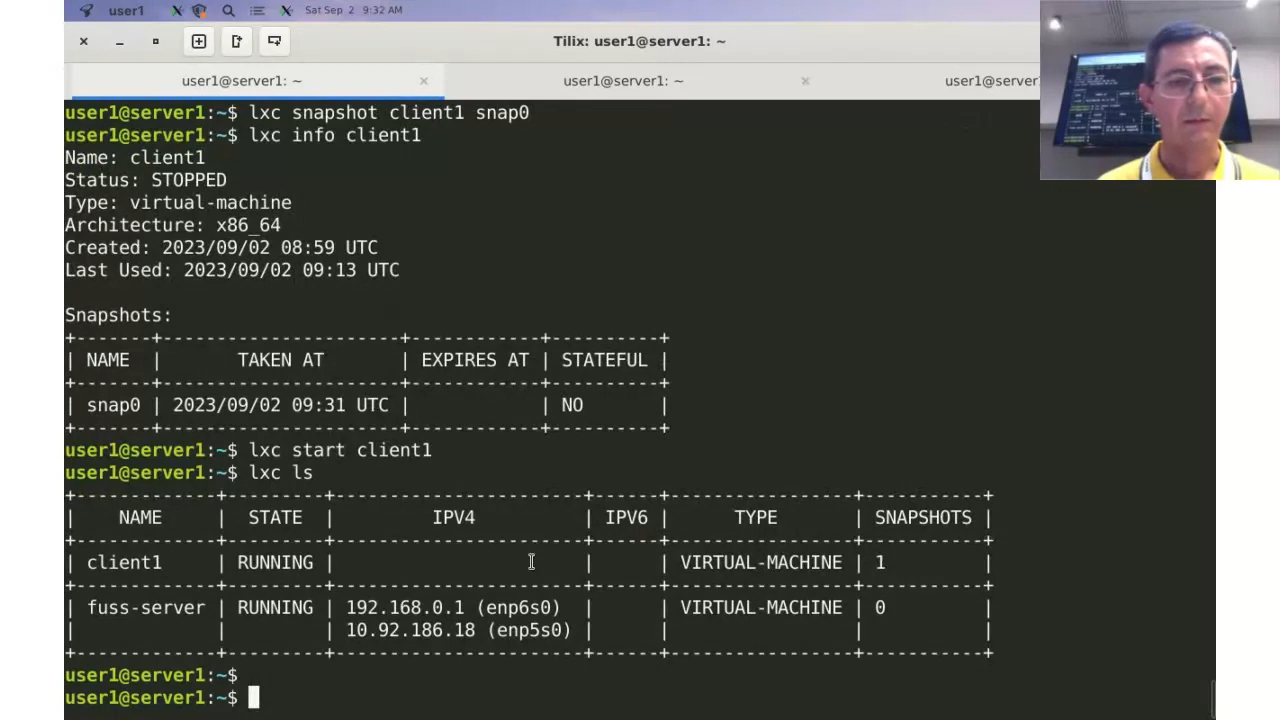 user1 Sat Sep 2 9:32 AM
Tilix: user1@server1: ~
user1@server1: ~ × user1@server1: ~ × user1@server1:
user1@server1:~$ lxc snapshot client1 snap0
user1@server1:~$ lxc info client1
Name: client1
Status: STOPPED
Type: virtual-machine
Architecture: x86_64
Created: 2023/09/02 08:59 UTC
Last Used: 2023/09/02 09:13 UTC
Snapshots:
+-------+----------------------+------------+----------+
| NAME  |       TAKEN AT       | EXPIRES AT | STATEFUL |
+-------+----------------------+------------+----------+
| snap0 | 2023/09/02 09:31 UTC |            | NO       |
+-------+----------------------+------------+----------+
user1@server1:~$ lxc start client1
user1@server1:~$ lxc ls
+-------------+---------+-----------------------+------+-----------------+-----------+
|    NAME     |  STATE  |         IPV4          | IPV6 |      TYPE       | SNAPSHOTS |
+-------------+---------+-----------------------+------+-----------------+-----------+
| client1     | RUNNING |                       |      | VIRTUAL-MACHINE | 1         |
+-------------+---------+-----------------------+------+-----------------+-----------+
| fuss-server | RUNNING | 192.168.0.1 (enp6s0)  |      | VIRTUAL-MACHINE | 0         |
|             |         | 10.92.186.18 (enp5s0) |      |                 |           |
+-------------+---------+-----------------------+------+-----------------+-----------+
user1@server1:~$
user1@server1:~$